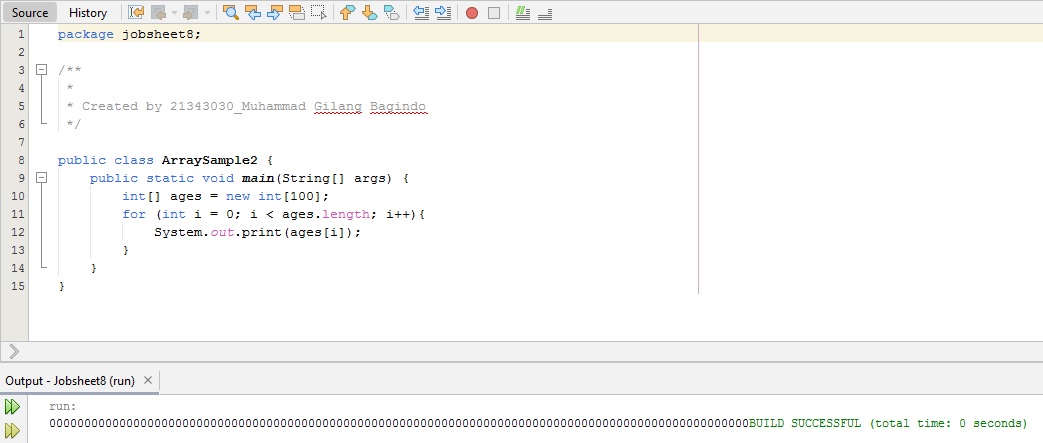 Source History
1 package jobsheet8;
2
3 /**
4 *
5 * Created by 21343030_Muhammad Gilang Bagindo
6 */
7
8 public class ArraySample2 {
9 public static void main(String[] args) {
10 int[] ages = new int[100];
11 for (int i = 0; i < ages.length; i++){
12 System.out.print(ages[i]);
13 }
14 }
15 }
Output - Jobsheet8 (run) ×
run:
0000000000000000000000000000000000000000000000000000000000000000000000000000000000000000000000000000BUILD SUCCESSFUL (total time: 0 seconds)